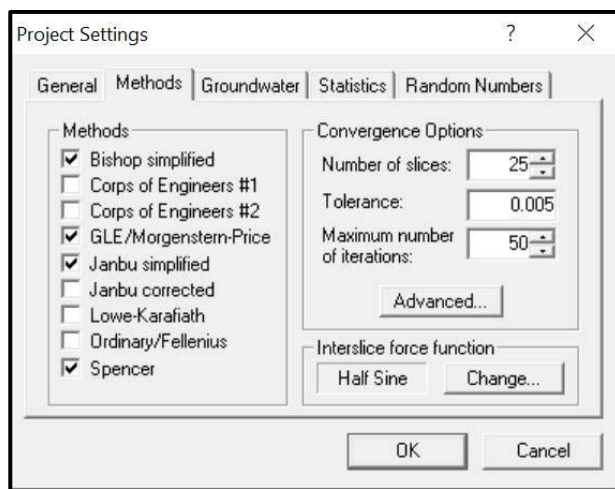 Project Settings
?
General
Methods
Groundwater
Statistics
Random Numbers
Methods
Bishop simplified
Corps of Engineers #1
Corps of Engineers #2
GLE/Morgenstern-Price
Janbu simplified
Janbu corrected
Lowe-Karafiath
Ordinary/Fellenius
Spencer
Convergence Options
Number of slices: 25
Tolerance: 0.005
Maximum number
of iterations: 50
Advanced...
Interslice force function
Half Sine
Change...
OK
Cancel